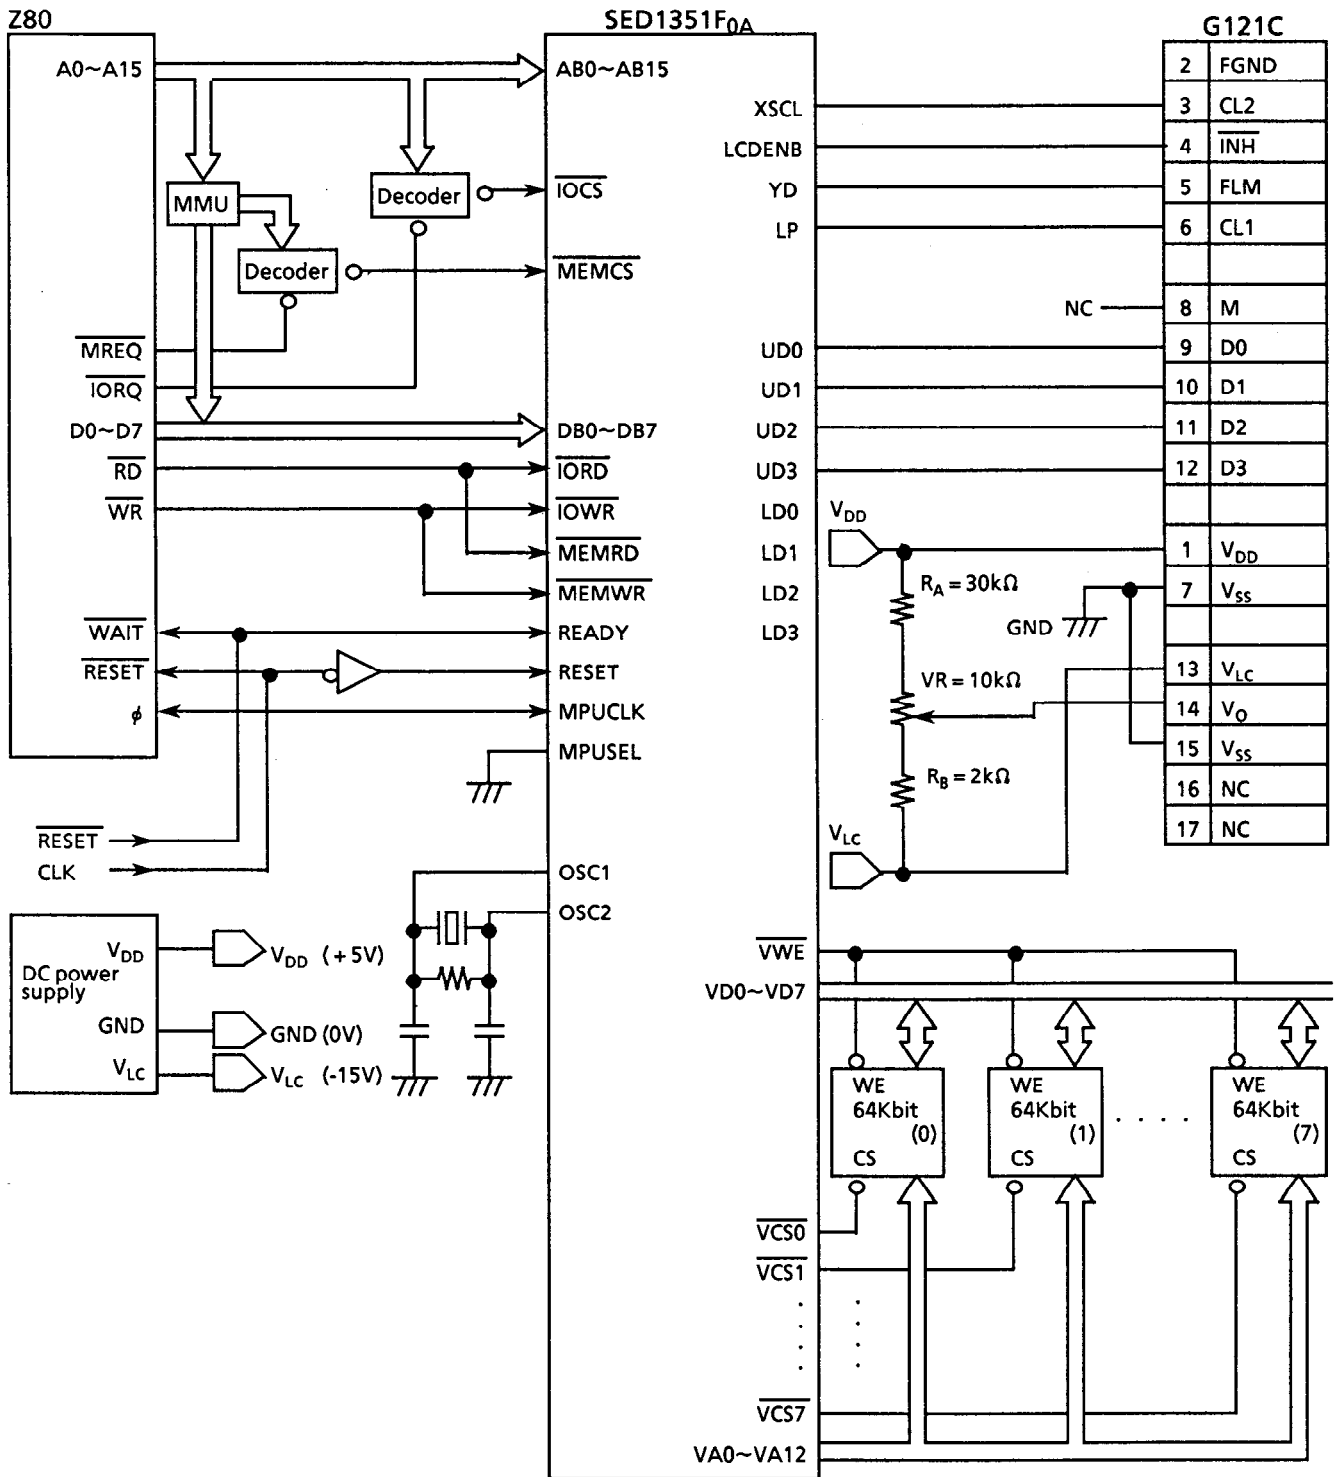 Z80
SED1351F0A
G121C
A0~A15
AB0~AB15
2 FGND
XSCL
3 CL2
LCDENB
4 INH
MMU
Decoder
IOCS
YD
5 FLM
LP
6 CL1
Decoder
MEMCS
NC
8 M
MREQ
UD0
9 D0
IORQ
UD1
10 D1
D0~D7
DB0~DB7
UD2
11 D2
RD
IORD
UD3
12 D3
WR
IOWR
LD0
VDD
MEMRD
LD1
1 VDD
MEMWR
LD2
RA = 30kΩ
7 VSS
WAIT
READY
LD3
GND
RESET
RESET
VR = 10kΩ
13 VLC
ϕ
MPUCLK
14 VO
MPUSEL
15 VSS
RB = 2kΩ
16 NC
RESET
VLC
17 NC
CLK
OSC1
OSC2
VDD
VDD (+5V)
VWE
DC power
supply
VD0~VD7
GND
GND (0V)
VLC
VLC (-15V)
WE
64Kbit
(0)
CS
WE
64Kbit
(1)
CS
. . . .
WE
64Kbit
(7)
CS
VCS0
VCS1
VCS7
VA0~VA12